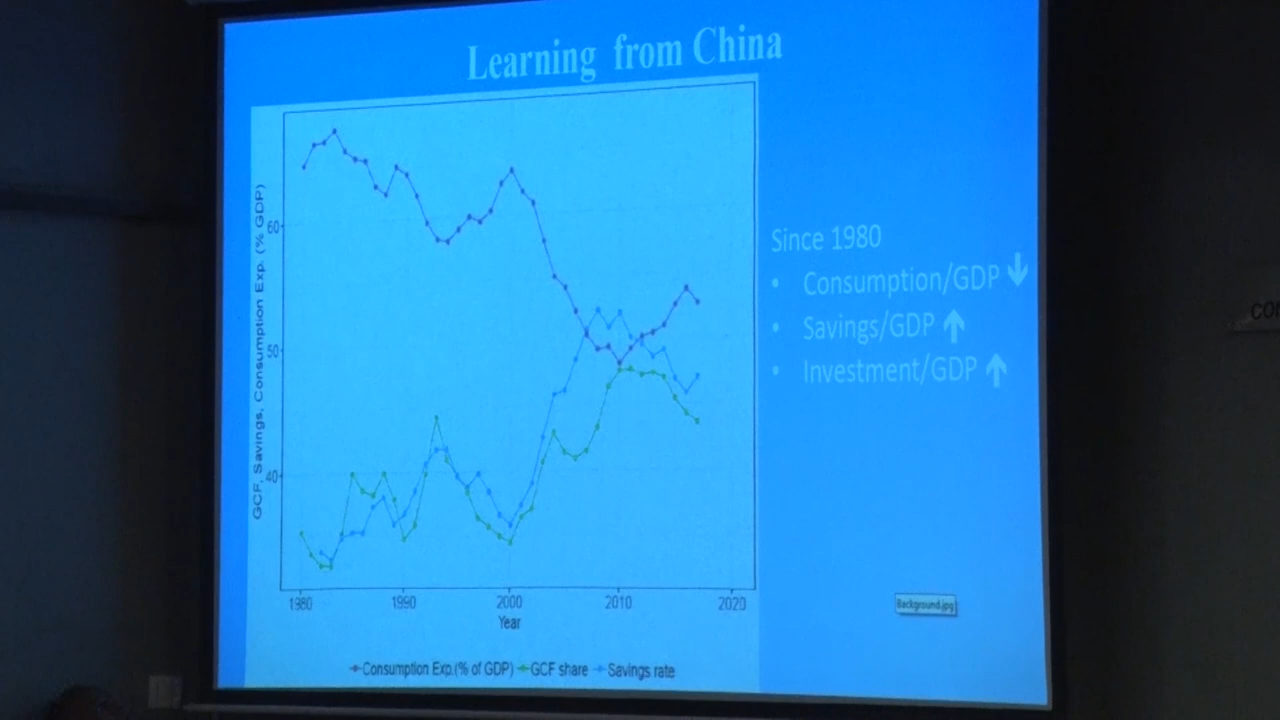 Learning from China
GCF, Savings, Consumption Exp. (% GDP)
60
50
40
1980
1990
2000
2010
2020
Year
Consumption Exp.(% of GDP)
GCF share
Savings rate
Since 1980
• Consumption/GDP ↓
• Savings/GDP ↑
• Investment/GDP ↑
Background.jpg